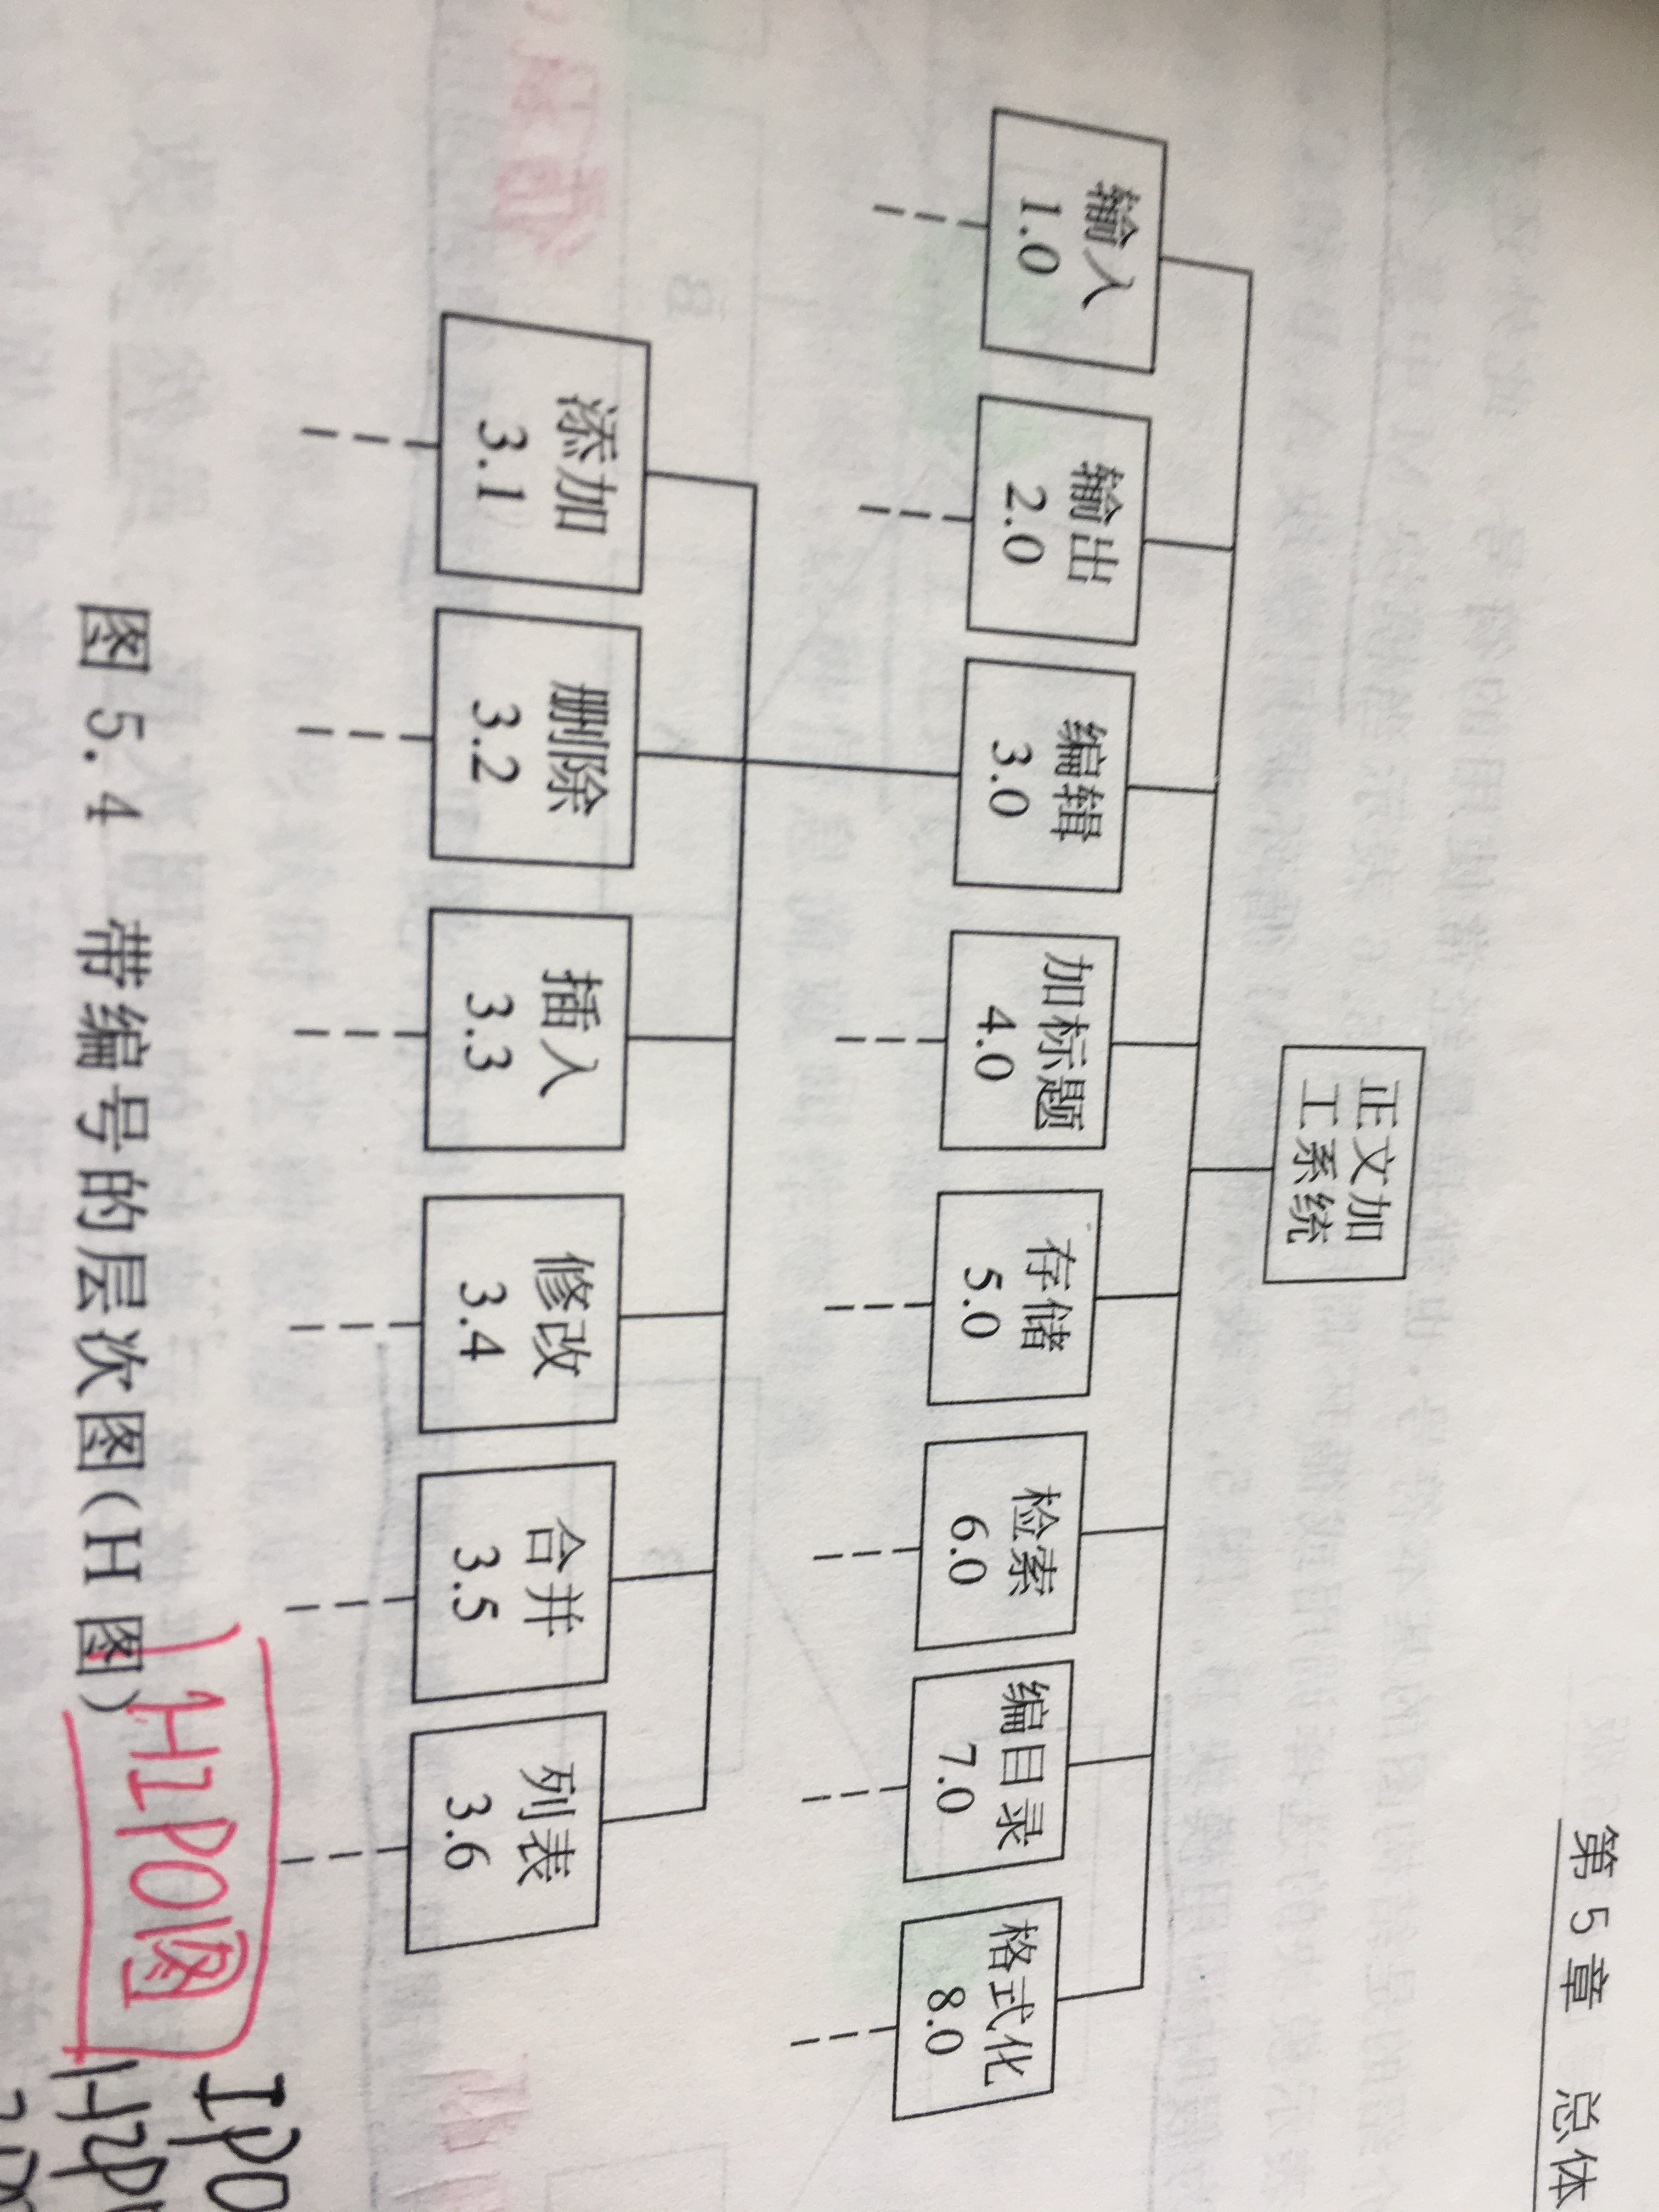 第5章 总体
正文加
工系统
输入
1.0
输出
2.0
编辑
3.0
加标题
4.0
存储
5.0
检索
6.0
编目录
7.0
格式化
8.0
添加
3.1
删除
3.2
插入
3.3
修改
3.4
合并
3.5
列表
3.6
HIPO图
IPO
图 5.4 带编号的层次图(H图)